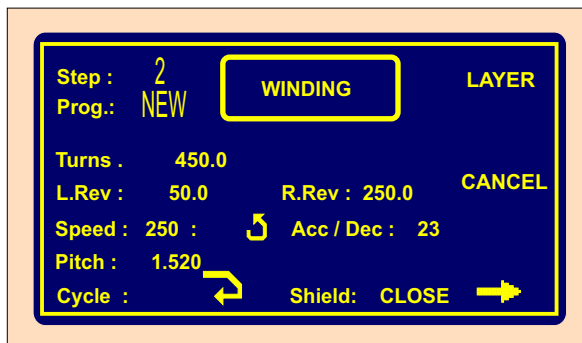 Step : 2 WINDING LAYER
Prog.: NEW
Turns . 450.0
L.Rev : 50.0 R.Rev : 250.0 CANCEL
Speed : 250 : Acc / Dec : 23
Pitch : 1.520
Cycle : Shield: CLOSE